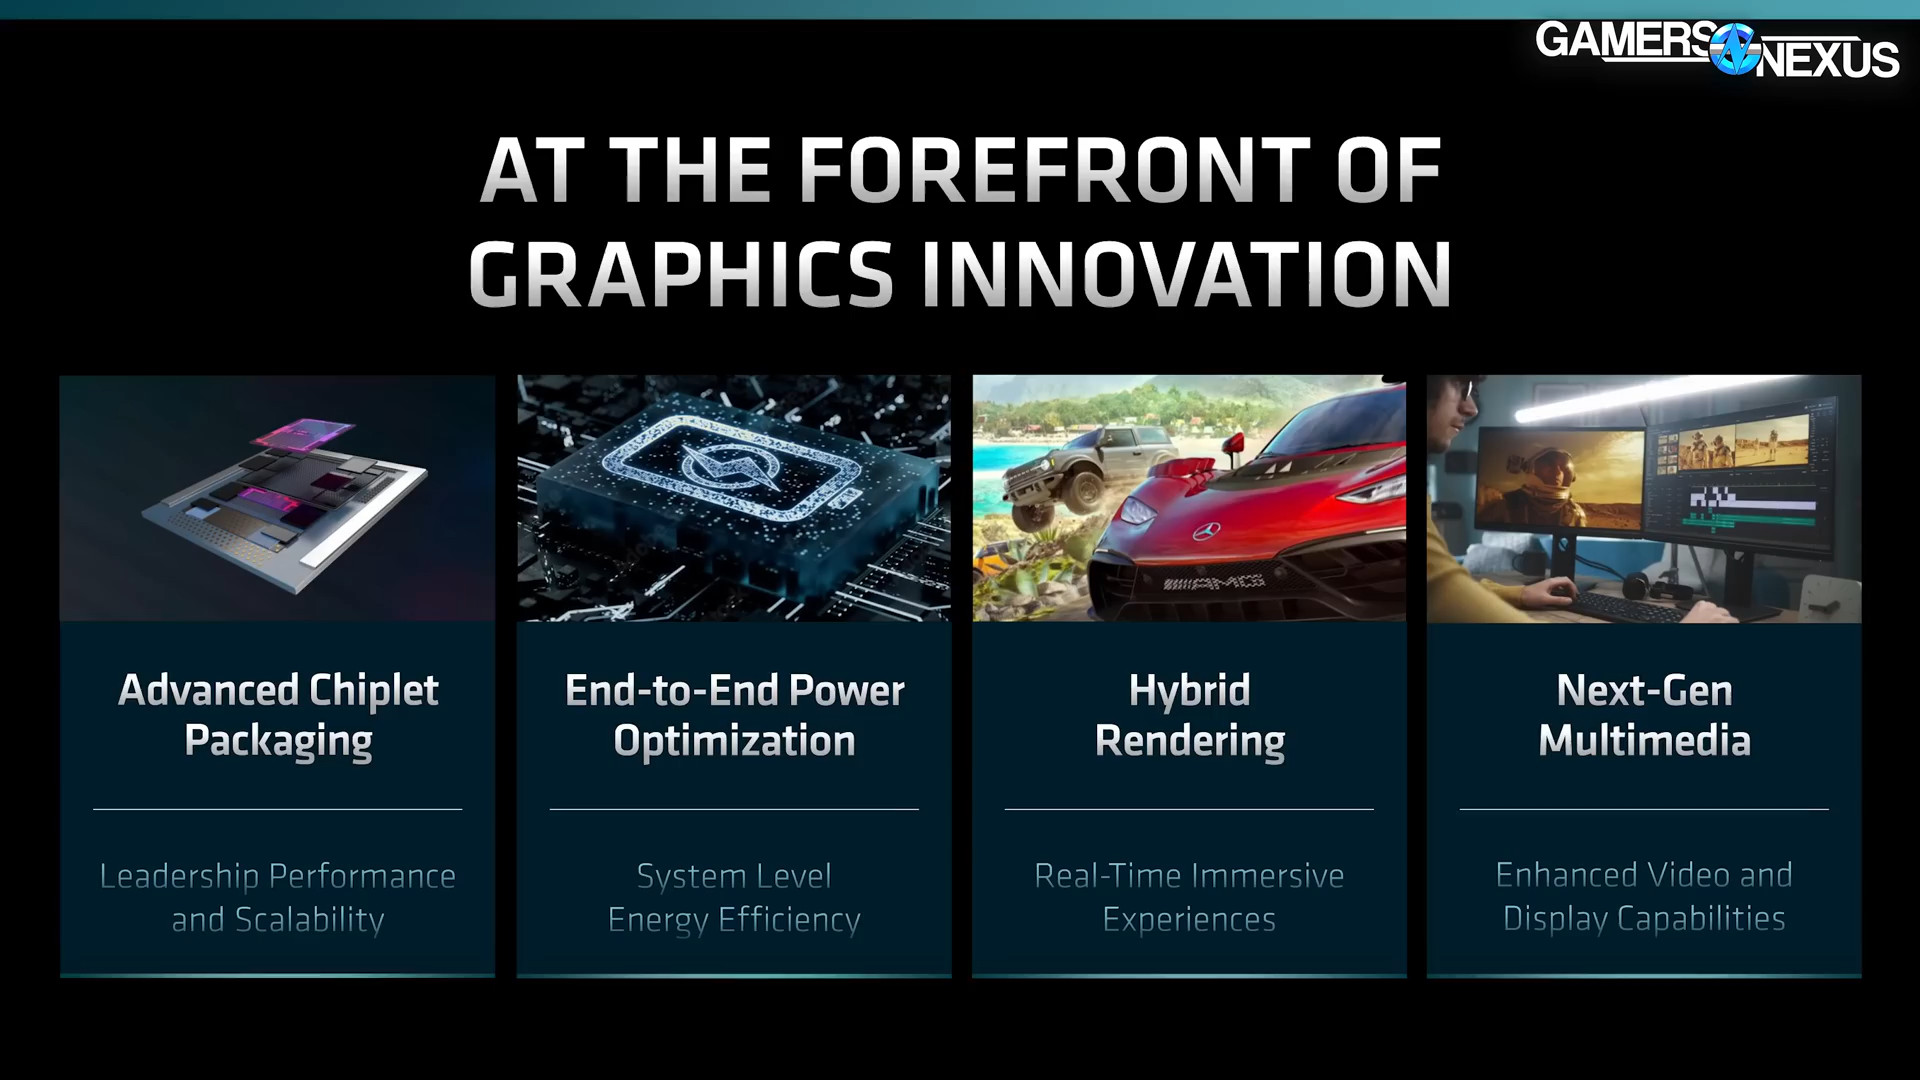 GAMERS NEXUS
AT THE FOREFRONT OF
GRAPHICS INNOVATION
AMG
Advanced Chiplet
Packaging
Leadership Performance
and Scalability
End-to-End Power
Optimization
System Level
Energy Efficiency
Hybrid
Rendering
Real-Time Immersive
Experiences
Next-Gen
Multimedia
Enhanced Video and
Display Capabilities